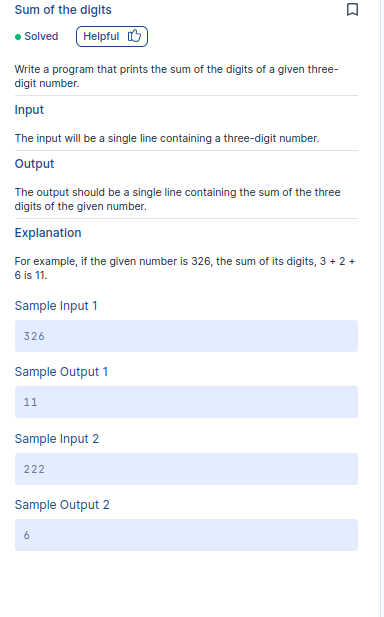 Sum of the digits
Solved
Helpful
Write a program that prints the sum of the digits of a given three-
digit number.
Input
The input will be a single line containing a three-digit number.
Output
The output should be a single line containing the sum of the three
digits of the given number.
Explanation
For example, if the given number is 326, the sum of its digits, 3 + 2 +
6 is 11.
Sample Input 1
326
Sample Output 1
11
Sample Input 2
222
Sample Output 2
6